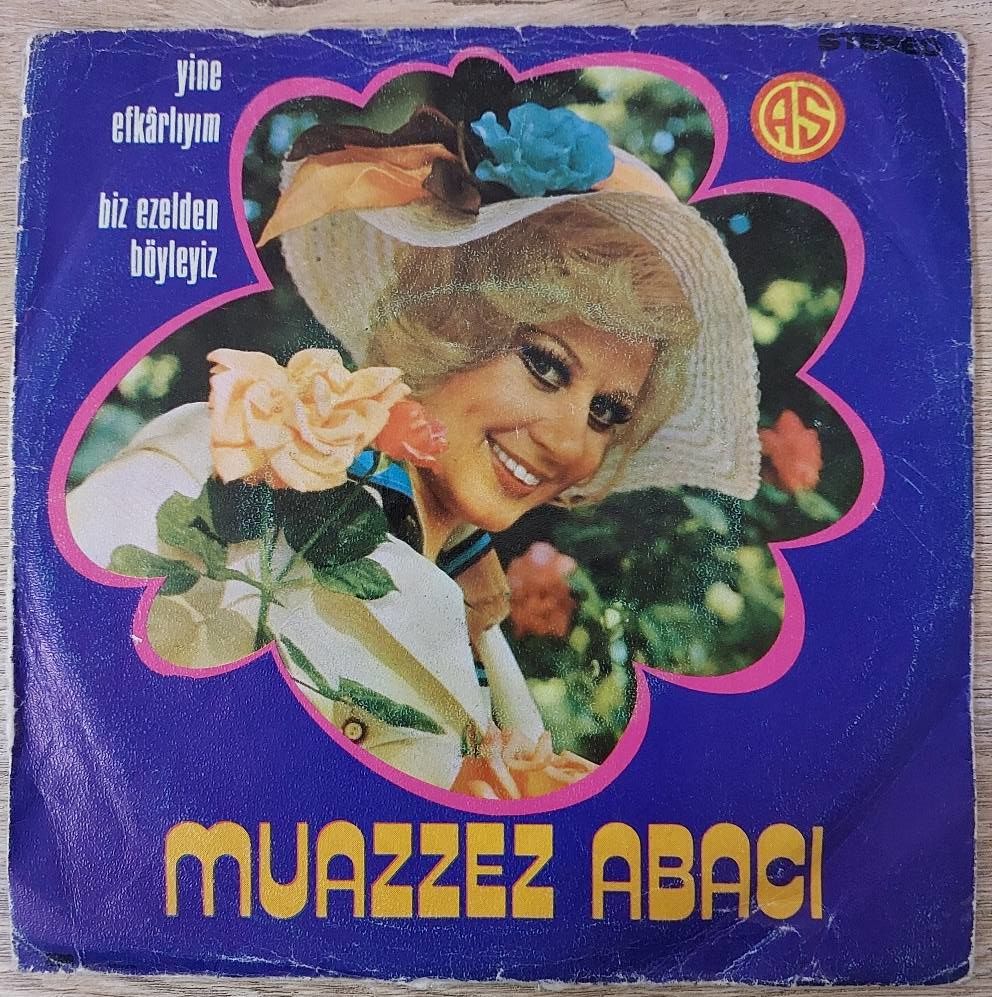 yine
efkârlıyım
biz ezelden
böyleyiz
STEREO
AS
MUAZZEZ ABACI